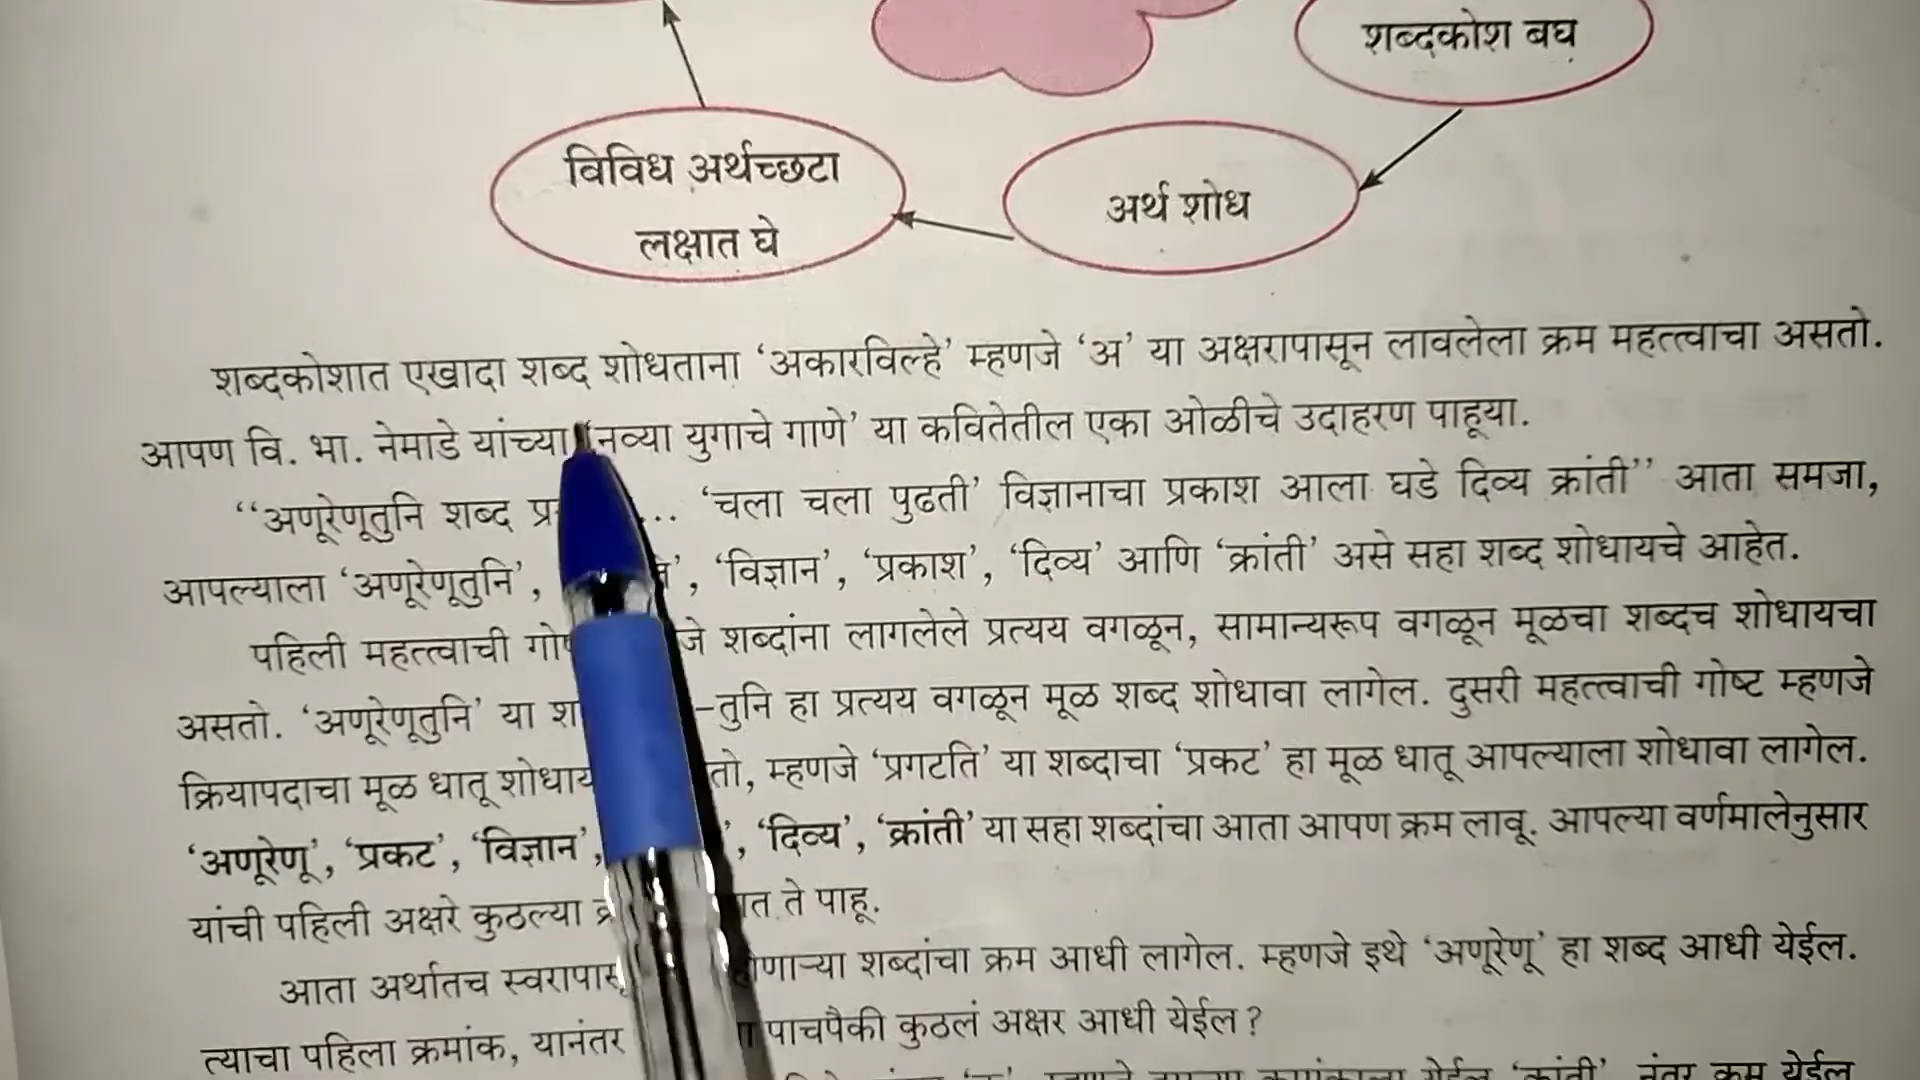 शब्दकोश बघ
विविध अर्थच्छटा
लक्षात घे
अर्थ शोध
शब्दकोशात एखादा शब्द शोधताना ‘अकारविल्हे’ म्हणजे ‘अ’ या अक्षरापासून लावलेला क्रम महत्त्वाचा असतो.
आपण वि. भा. नेमाडे यांच्या ‘नव्या युगाचे गाणे’ या कवितेतील एका ओळीचे उदाहरण पाहूया.
“अणूरेणूतुनि शब्द ... ‘चला चला पुढती’ विज्ञानाचा प्रकाश आला घडे दिव्य क्रांती” आता समजा,
आपल्याला ‘अणूरेणूतुनि’, ‘विज्ञान’, ‘प्रकाश’, ‘दिव्य’ आणि ‘क्रांती’ असे सहा शब्द शोधायचे आहेत.
पहिली महत्त्वाची शब्दांना लागलेले प्रत्यय वगळून, सामान्यरूप वगळून मूळचा शब्दच शोधायचा
असतो. ‘अणूरेणूतुनि’ या –तुनि हा प्रत्यय वगळून मूळ शब्द शोधावा लागेल. दुसरी महत्त्वाची गोष्ट म्हणजे
क्रियापदाचा मूळ धातू म्हणजे ‘प्रगटति’ या शब्दाचा ‘प्रकट’ हा मूळ धातू आपल्याला शोधावा लागेल.
‘अणूरेणू’, ‘प्रकट’, ‘विज्ञान’, ‘दिव्य’, ‘क्रांती’ या सहा शब्दांचा आता आपण क्रम लावू. आपल्या वर्णमालेनुसार
यांची पहिली अक्षरे कुठल्या ते पाहू.
आता अर्थातच शब्दांचा क्रम आधी लागेल. म्हणजे इथे ‘अणूरेणू’ हा शब्द आधी येईल.
त्याचा पहिला क्रमांक, यानंतर पाचपैकी कुठलं अक्षर आधी येईल?